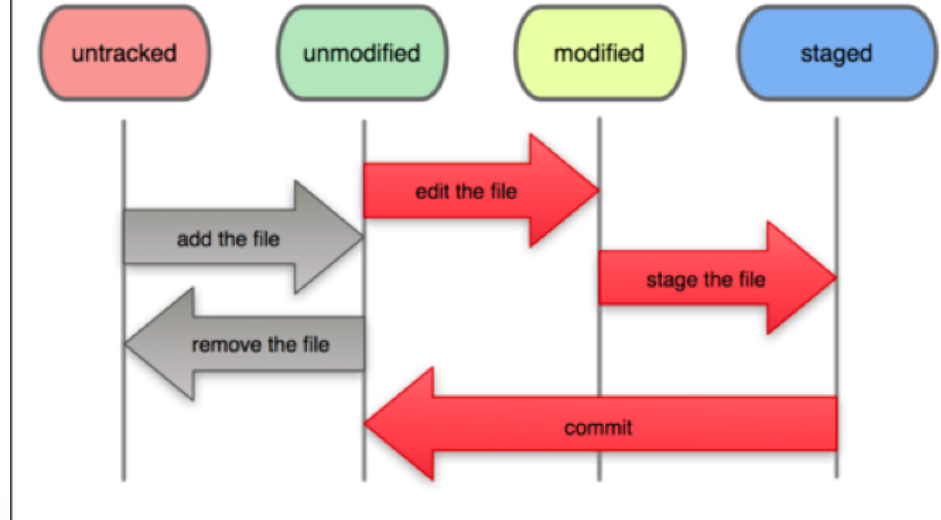 untracked
unmodified
modified
staged
edit the file
add the file
stage the file
remove the file
commit